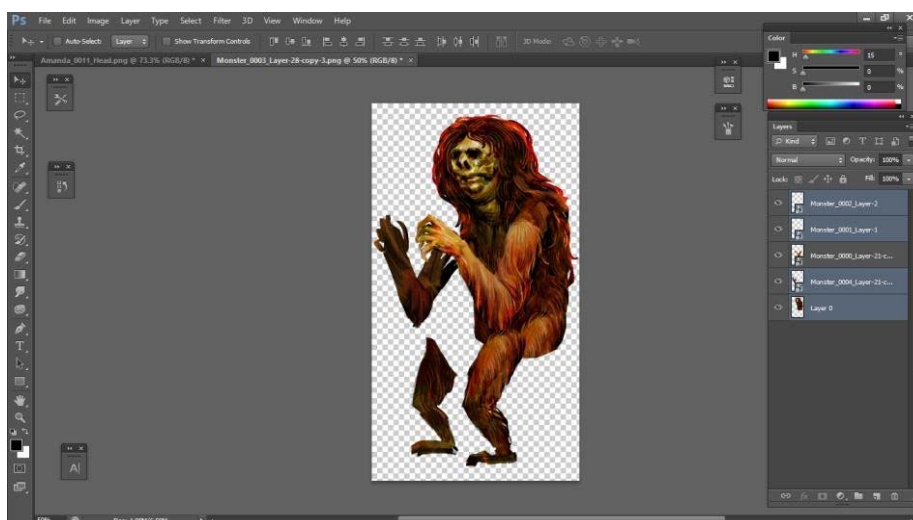 Ps File Edit Image Layer Type Select Filter 3D View Window Help
Auto-Select: Layer Show Transform Controls 3D Mode:
Amanda_0011_Head.png @ 73.3% (RGB/8) * × Monster_0003_Layer-28-copy-3.png @ 50% (RGB/8) * ×
Color
H 15 °
S 0 %
B 0 %
Layers
Kind
Normal Opacity: 100%
Lock: Fill: 100%
Monster_0002_Layer-2
Monster_0001_Layer-1
Monster_0000_Layer-21-c...
Monster_0004_Layer-21-c...
Layer 0
A|
fx
50%